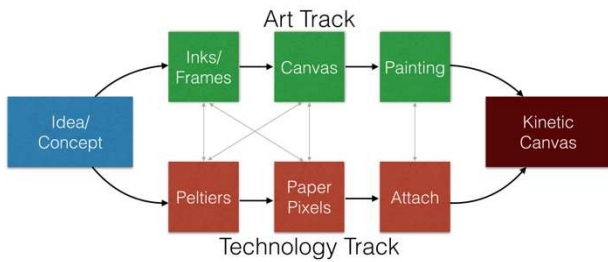 Art Track
Inks/
Frames
Canvas
Painting
Idea/
Concept
Kinetic
Canvas
Peltiers
Paper
Pixels
Attach
Technology Track